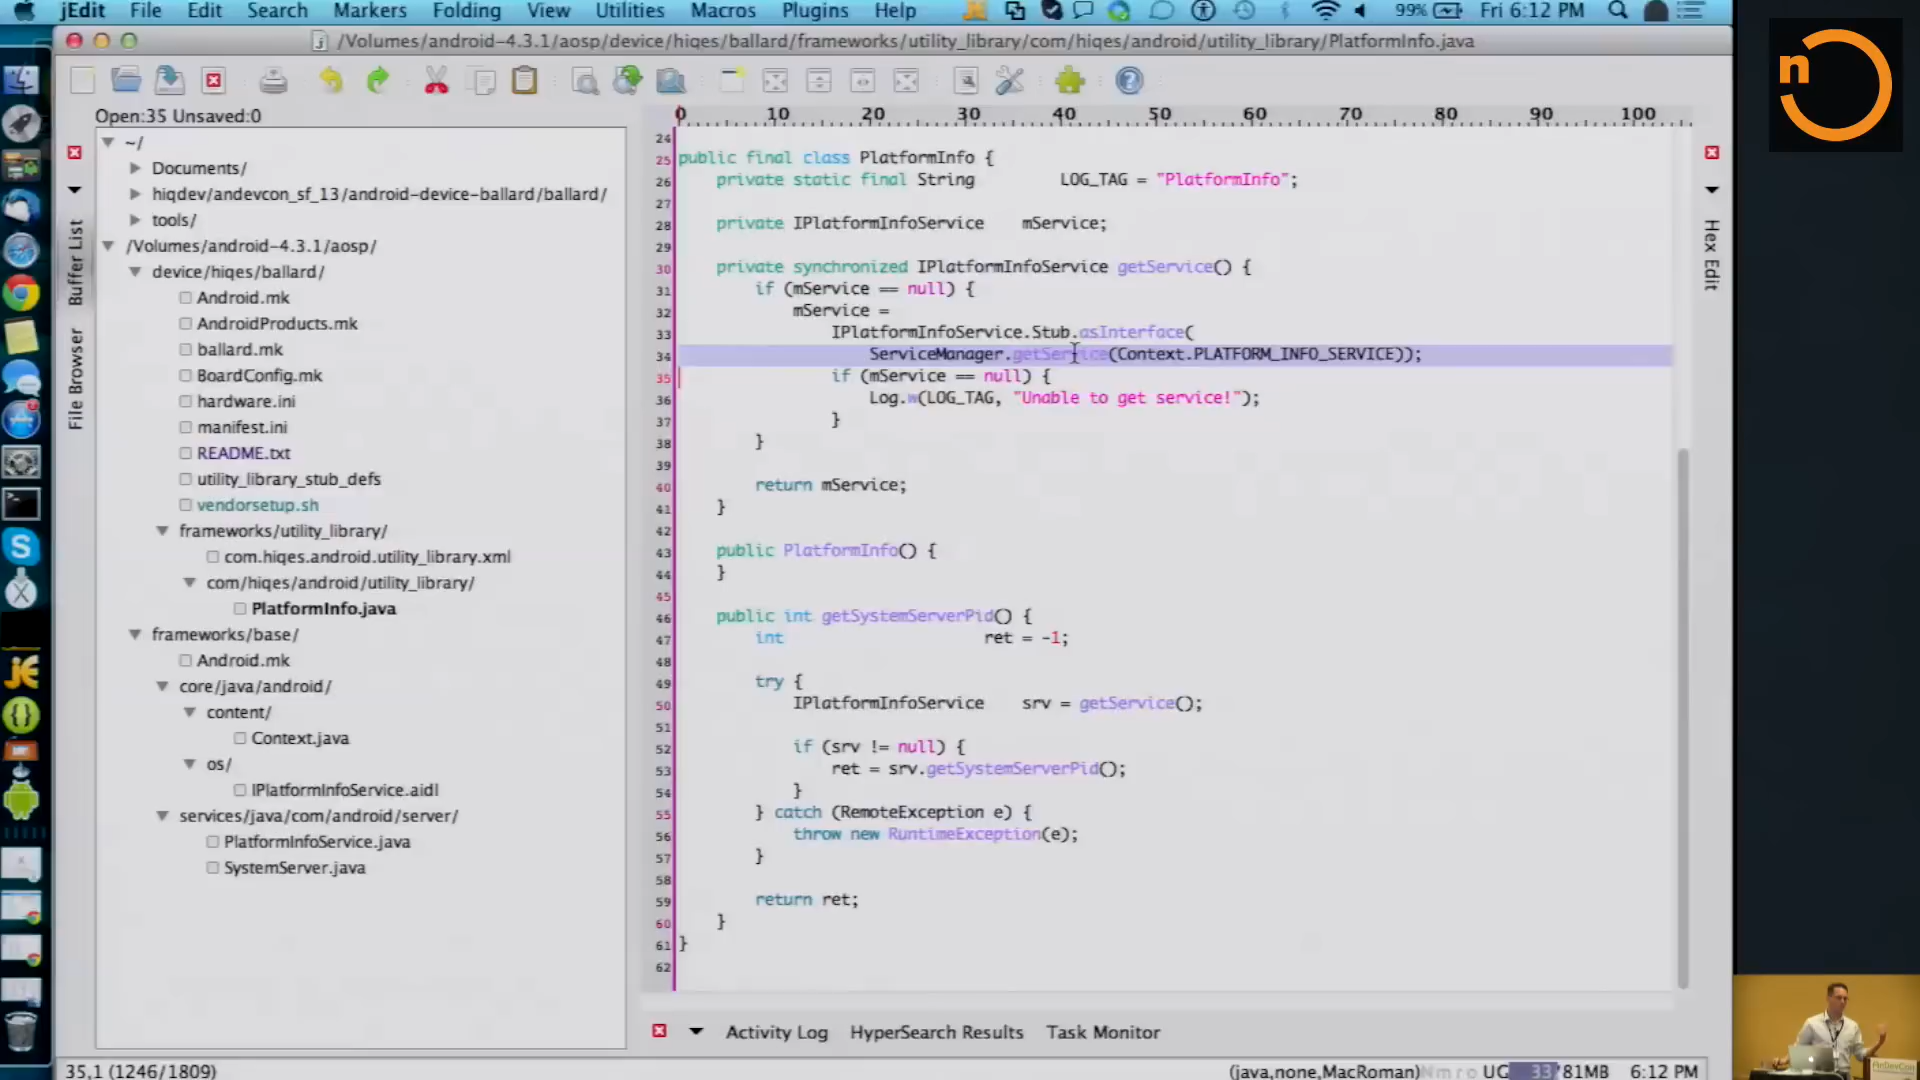 jEdit File Edit Search Markers Folding View Utilities Macros Plugins Help 99% Fri 6:12 PM
/Volumes/android-4.3.1/aosp/device/hiqes/ballard/frameworks/utility_library/com/hiqes/android/utility_library/PlatformInfo.java
n
Open:35 Unsaved:0
~/
Documents/
hiqdev/andevcon_sf_13/android-device-ballard/ballard/
tools/
/Volumes/android-4.3.1/aosp/
device/hiqes/ballard/
Android.mk
AndroidProducts.mk
ballard.mk
BoardConfig.mk
hardware.ini
manifest.ini
README.txt
utility_library_stub_defs
vendorsetup.sh
frameworks/utility_library/
com.hiqes.android.utility_library.xml
com/hiqes/android/utility_library/
PlatformInfo.java
frameworks/base/
Android.mk
core/java/android/
content/
Context.java
os/
IPlatformInfoService.aidl
services/java/com/android/server/
PlatformInfoService.java
SystemServer.java
Buffer List
File Browser
0 10 20 30 40 50 60 70 80 90 100
24
25 public final class PlatformInfo {
26 private static final String LOG_TAG = "PlatformInfo";
27
28 private IPlatformInfoService mService;
29
30 private synchronized IPlatformInfoService getService() {
31 if (mService == null) {
32 mService =
33 IPlatformInfoService.Stub.asInterface(
34 ServiceManager.getService(Context.PLATFORM_INFO_SERVICE));
35 if (mService == null) {
36 Log.w(LOG_TAG, "Unable to get service!");
37 }
38 }
39
40 return mService;
41 }
42
43 public PlatformInfo() {
44 }
45
46 public int getSystemServerPid() {
47 int ret = -1;
48
49 try {
50 IPlatformInfoService srv = getService();
51
52 if (srv != null) {
53 ret = srv.getSystemServerPid();
54 }
55 } catch (RemoteException e) {
56 throw new RuntimeException(e);
57 }
58
59 return ret;
60 }
61 }
62
Hex Edit
Activity Log HyperSearch Results Task Monitor
35,1 (1246/1809) (java,none,MacRoman) N m r o UG 33/81MB 6:12 PM
AnDevCon